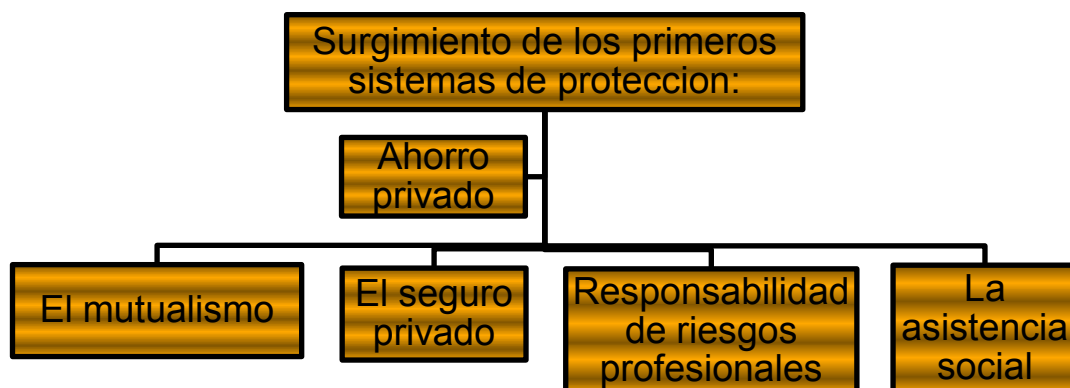 Surgimiento de los primeros
sistemas de proteccion:
Ahorro
privado
El mutualismo
El seguro
privado
Responsabilidad
de riesgos
profesionales
La
asistencia
social